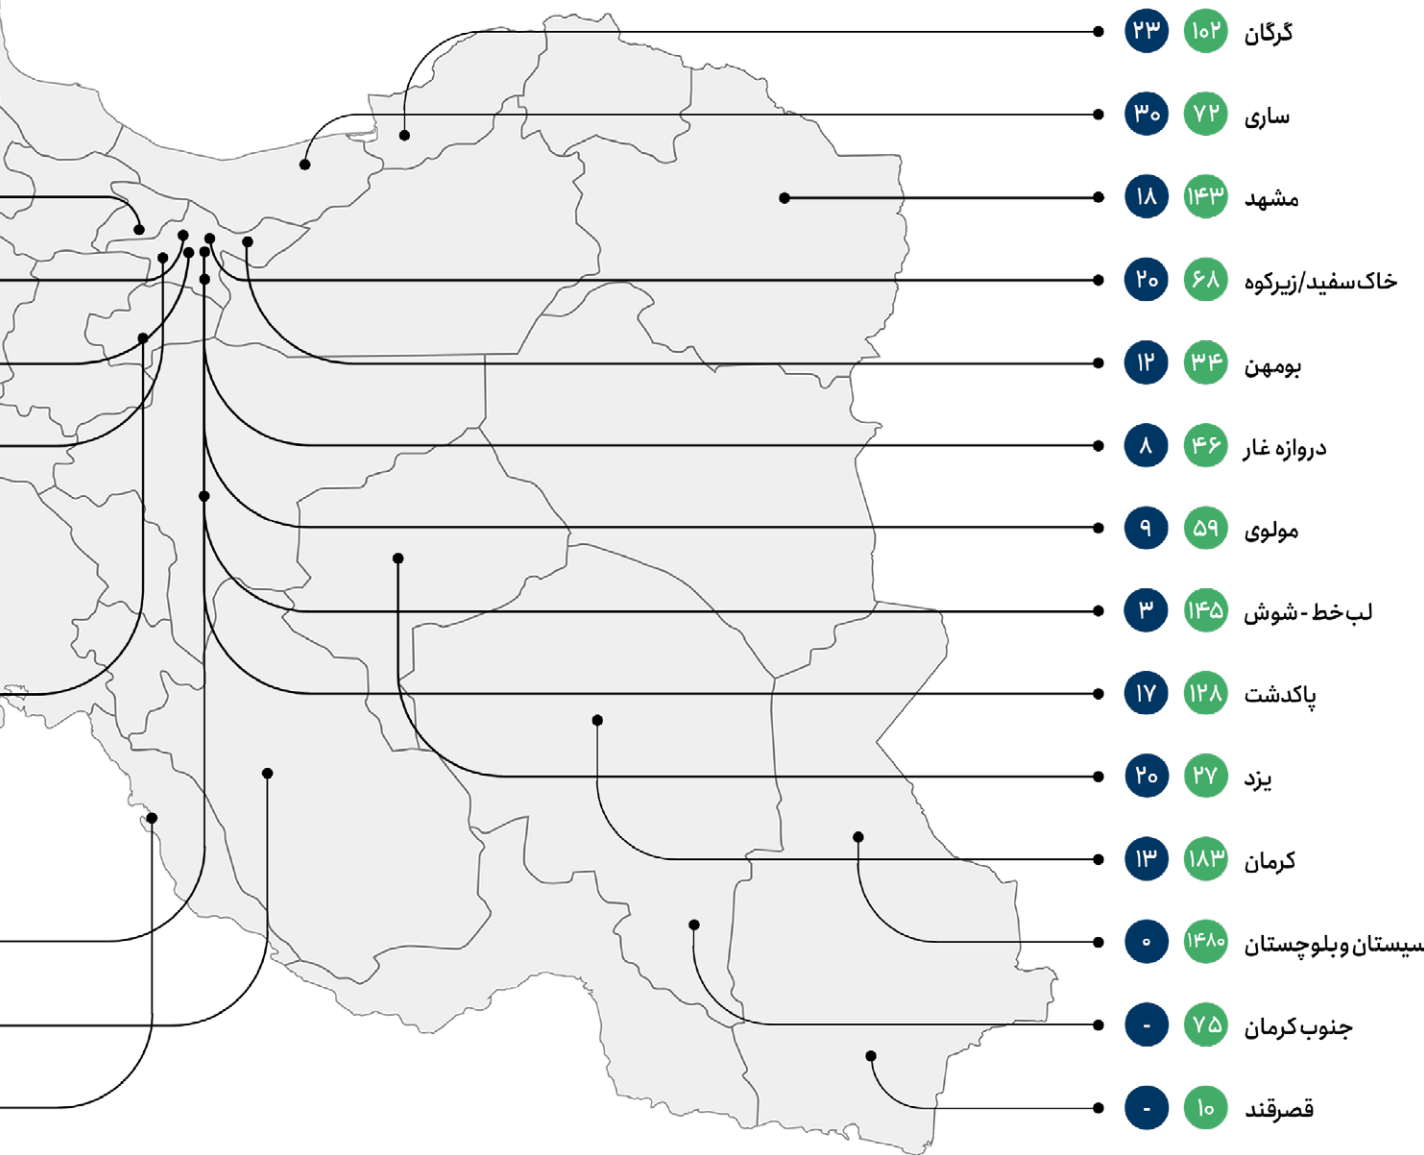 گرگان ۱۰۲ ۲۳
ساری ۷۲ ۳۰
مشهد ۱۴۳ ۱۸
خاک‌سفید/زیرکوه ۶۸ ۲۰
بومهن ۳۴ ۱۲
دروازه غار ۴۶ ۸
مولوی ۵۹ ۹
لب‌خط - شوش ۱۴۵ ۳
پاکدشت ۱۲۸ ۱۷
یزد ۲۷ ۲۰
کرمان ۱۸۳ ۱۳
سیستان و بلوچستان ۱۴۸۰ ۰
جنوب کرمان ۷۵ -
قصرقند ۱۰ -